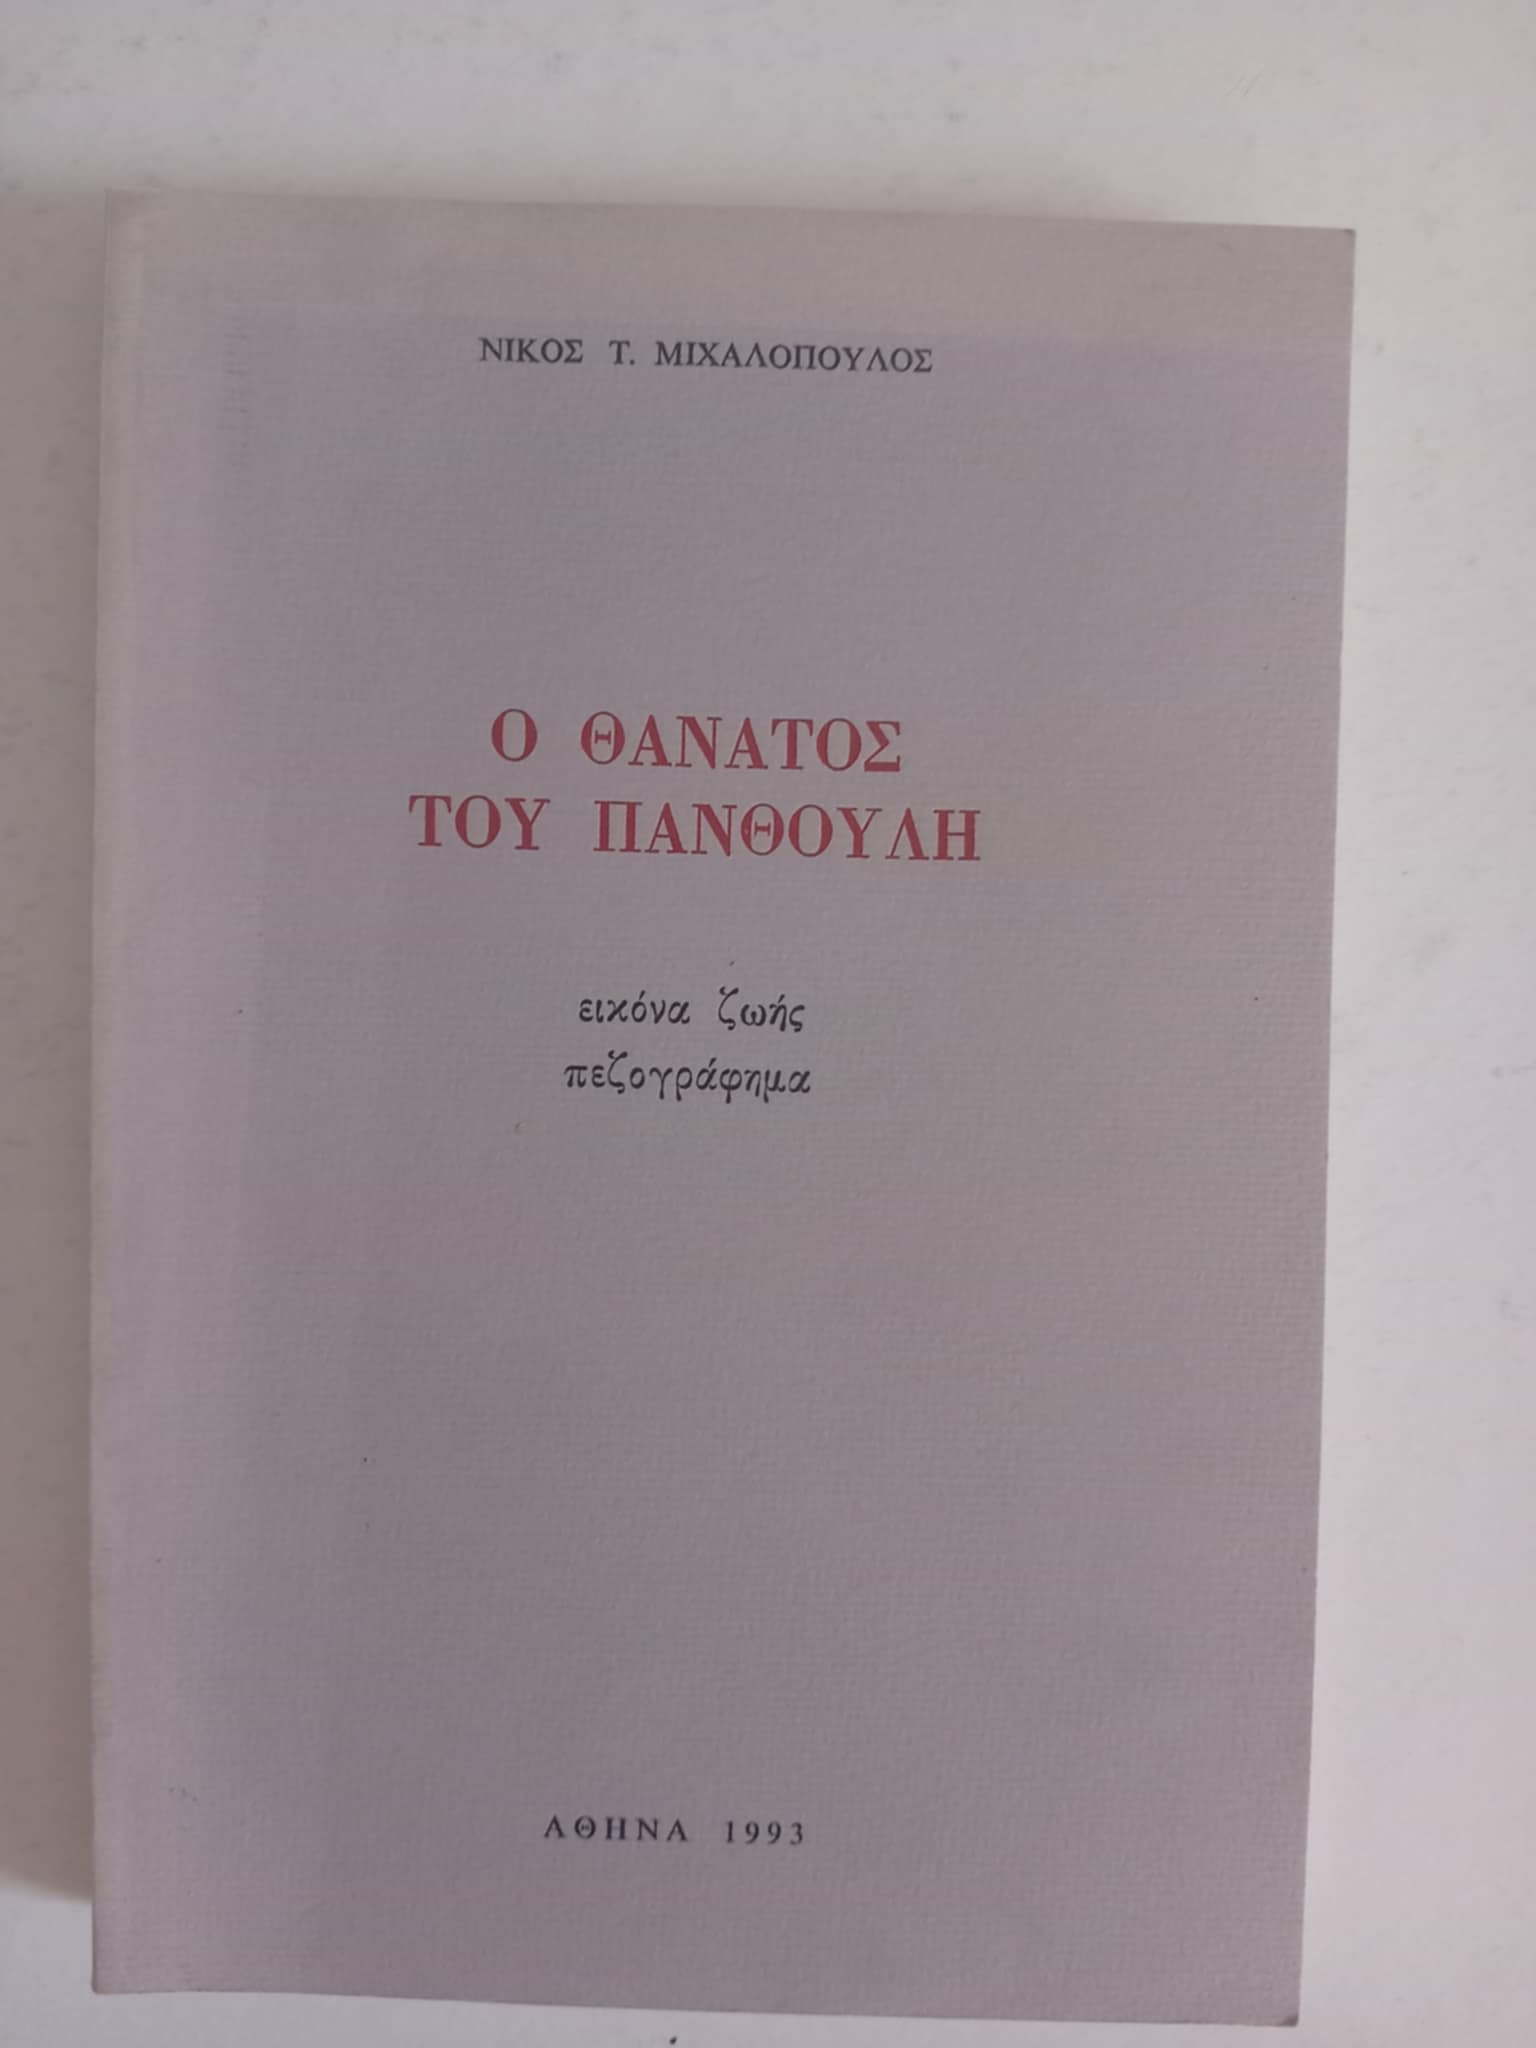 ΝΙΚΟΣ Τ. ΜΙΧΑΛΟΠΟΥΛΟΣ
Ο ΘΑΝΑΤΟΣ
ΤΟΥ ΠΑΝΘΟΥΛΗ
εικόνα ζωής
πεζογράφημα
ΑΘΗΝΑ 1993